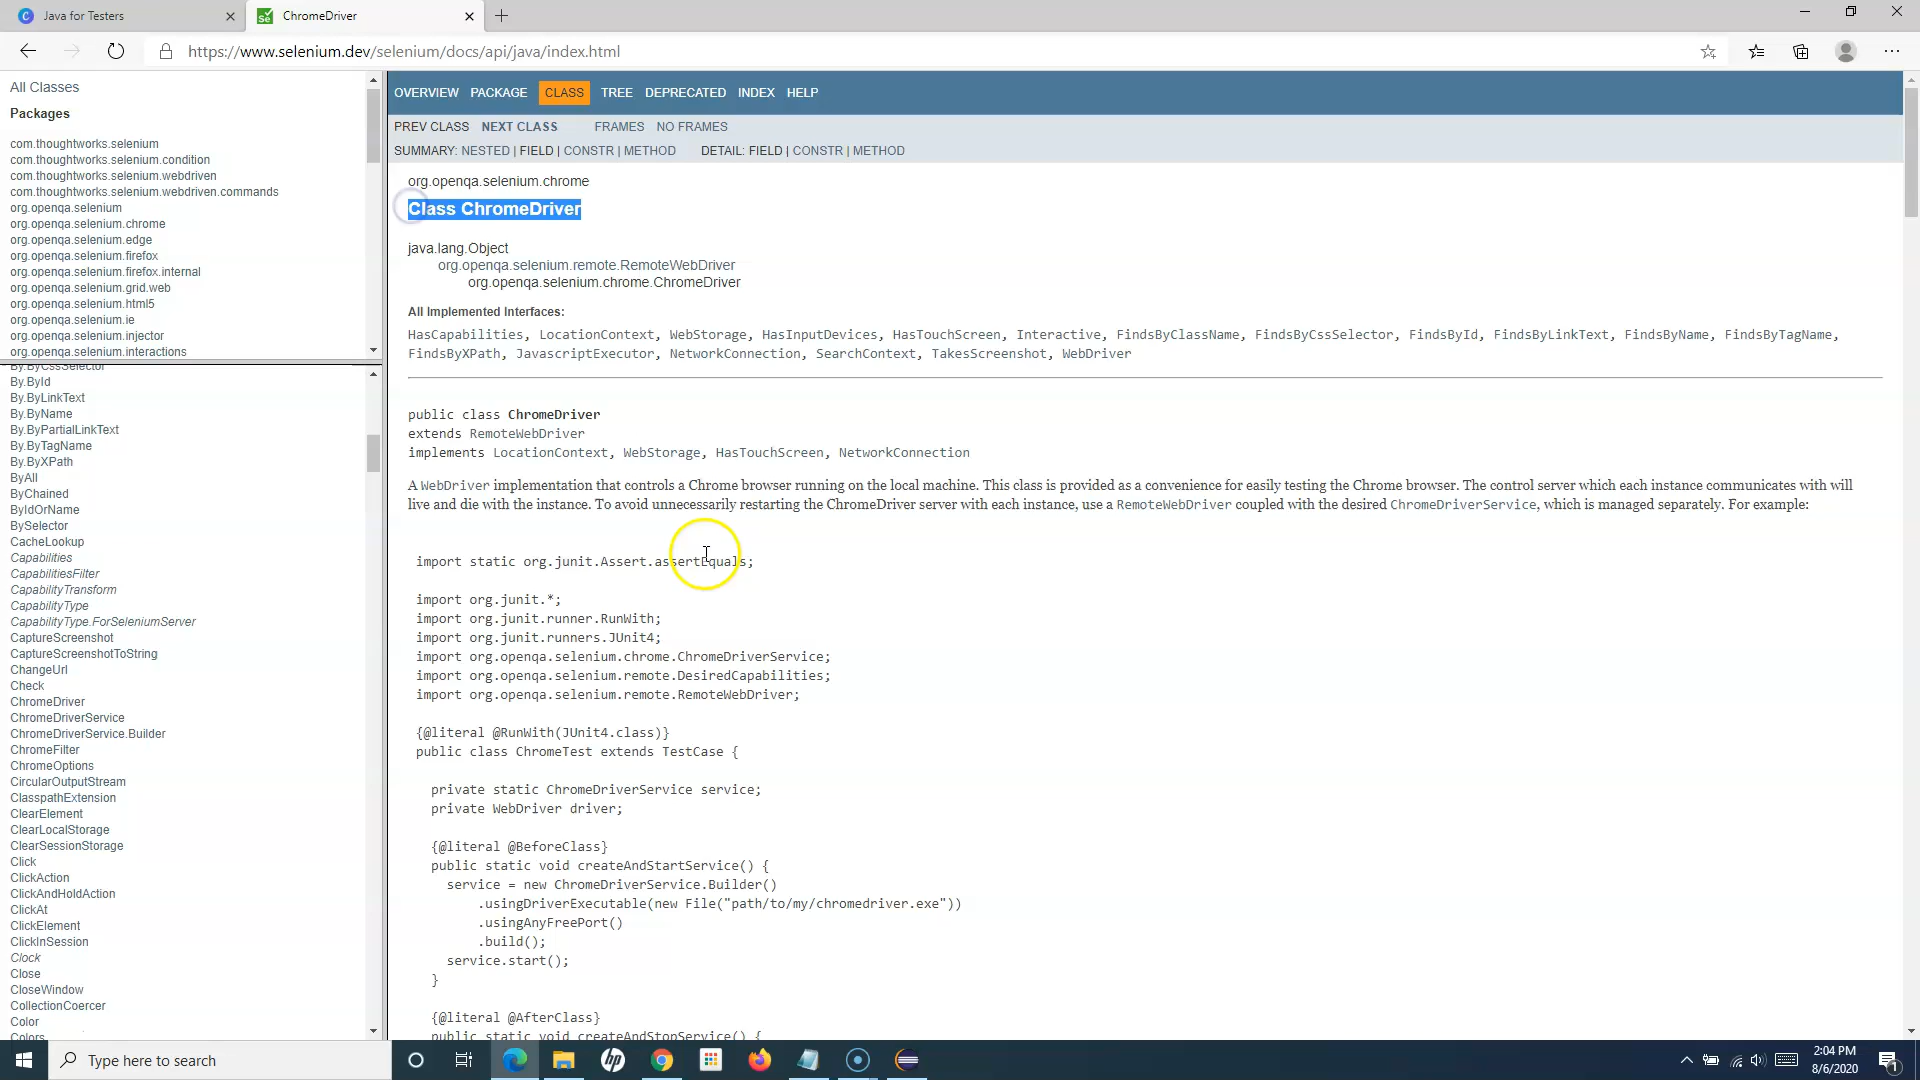 Java for Testers
ChromeDriver
https://www.selenium.dev/selenium/docs/api/java/index.html
All Classes
Packages
com.thoughtworks.selenium
com.thoughtworks.selenium.condition
com.thoughtworks.selenium.webdriven
com.thoughtworks.selenium.webdriven.commands
org.openqa.selenium
org.openqa.selenium.chrome
org.openqa.selenium.edge
org.openqa.selenium.firefox
org.openqa.selenium.firefox.internal
org.openqa.selenium.grid.web
org.openqa.selenium.html5
org.openqa.selenium.ie
org.openqa.selenium.injector
org.openqa.selenium.interactions
By.ByCssSelector
By.ById
By.ByLinkText
By.ByName
By.ByPartialLinkText
By.ByTagName
By.ByXPath
ByAll
ByChained
ByIdOrName
BySelector
CacheLookup
Capabilities
CapabilitiesFilter
CapabilityTransform
CapabilityType
CapabilityType.ForSeleniumServer
CaptureScreenshot
CaptureScreenshotToString
ChangeUrl
Check
ChromeDriver
ChromeDriverService
ChromeDriverService.Builder
ChromeFilter
ChromeOptions
CircularOutputStream
ClasspathExtension
ClearElement
ClearLocalStorage
ClearSessionStorage
Click
ClickAction
ClickAndHoldAction
ClickAt
ClickElement
ClickInSession
Clock
Close
CloseWindow
CollectionCoercer
Color
Colors
OVERVIEW PACKAGE CLASS TREE DEPRECATED INDEX HELP
PREV CLASS NEXT CLASS FRAMES NO FRAMES
SUMMARY: NESTED | FIELD | CONSTR | METHOD DETAIL: FIELD | CONSTR | METHOD
org.openqa.selenium.chrome
Class ChromeDriver
java.lang.Object
org.openqa.selenium.remote.RemoteWebDriver
org.openqa.selenium.chrome.ChromeDriver
All Implemented Interfaces:
HasCapabilities, LocationContext, WebStorage, HasInputDevices, HasTouchScreen, Interactive, FindsByClassName, FindsByCssSelector, FindsById, FindsByLinkText, FindsByName, FindsByTagName,
FindsByXPath, JavascriptExecutor, NetworkConnection, SearchContext, TakesScreenshot, WebDriver
public class ChromeDriver
extends RemoteWebDriver
implements LocationContext, WebStorage, HasTouchScreen, NetworkConnection
A WebDriver implementation that controls a Chrome browser running on the local machine. This class is provided as a convenience for easily testing the Chrome browser. The control server which each instance communicates with will
live and die with the instance. To avoid unnecessarily restarting the ChromeDriver server with each instance, use a RemoteWebDriver coupled with the desired ChromeDriverService, which is managed separately. For example:
import static org.junit.Assert.assertEquals;
import org.junit.*;
import org.junit.runner.RunWith;
import org.junit.runners.JUnit4;
import org.openqa.selenium.chrome.ChromeDriverService;
import org.openqa.selenium.remote.DesiredCapabilities;
import org.openqa.selenium.remote.RemoteWebDriver;
{@literal @RunWith(JUnit4.class)}
public class ChromeTest extends TestCase {
private static ChromeDriverService service;
private WebDriver driver;
{@literal @BeforeClass}
public static void createAndStartService() {
service = new ChromeDriverService.Builder()
.usingDriverExecutable(new File("path/to/my/chromedriver.exe"))
.usingAnyFreePort()
.build();
service.start();
}
{@literal @AfterClass}
public static void createAndStopService() {
Type here to search
hp
2:04 PM
8/6/2020
1